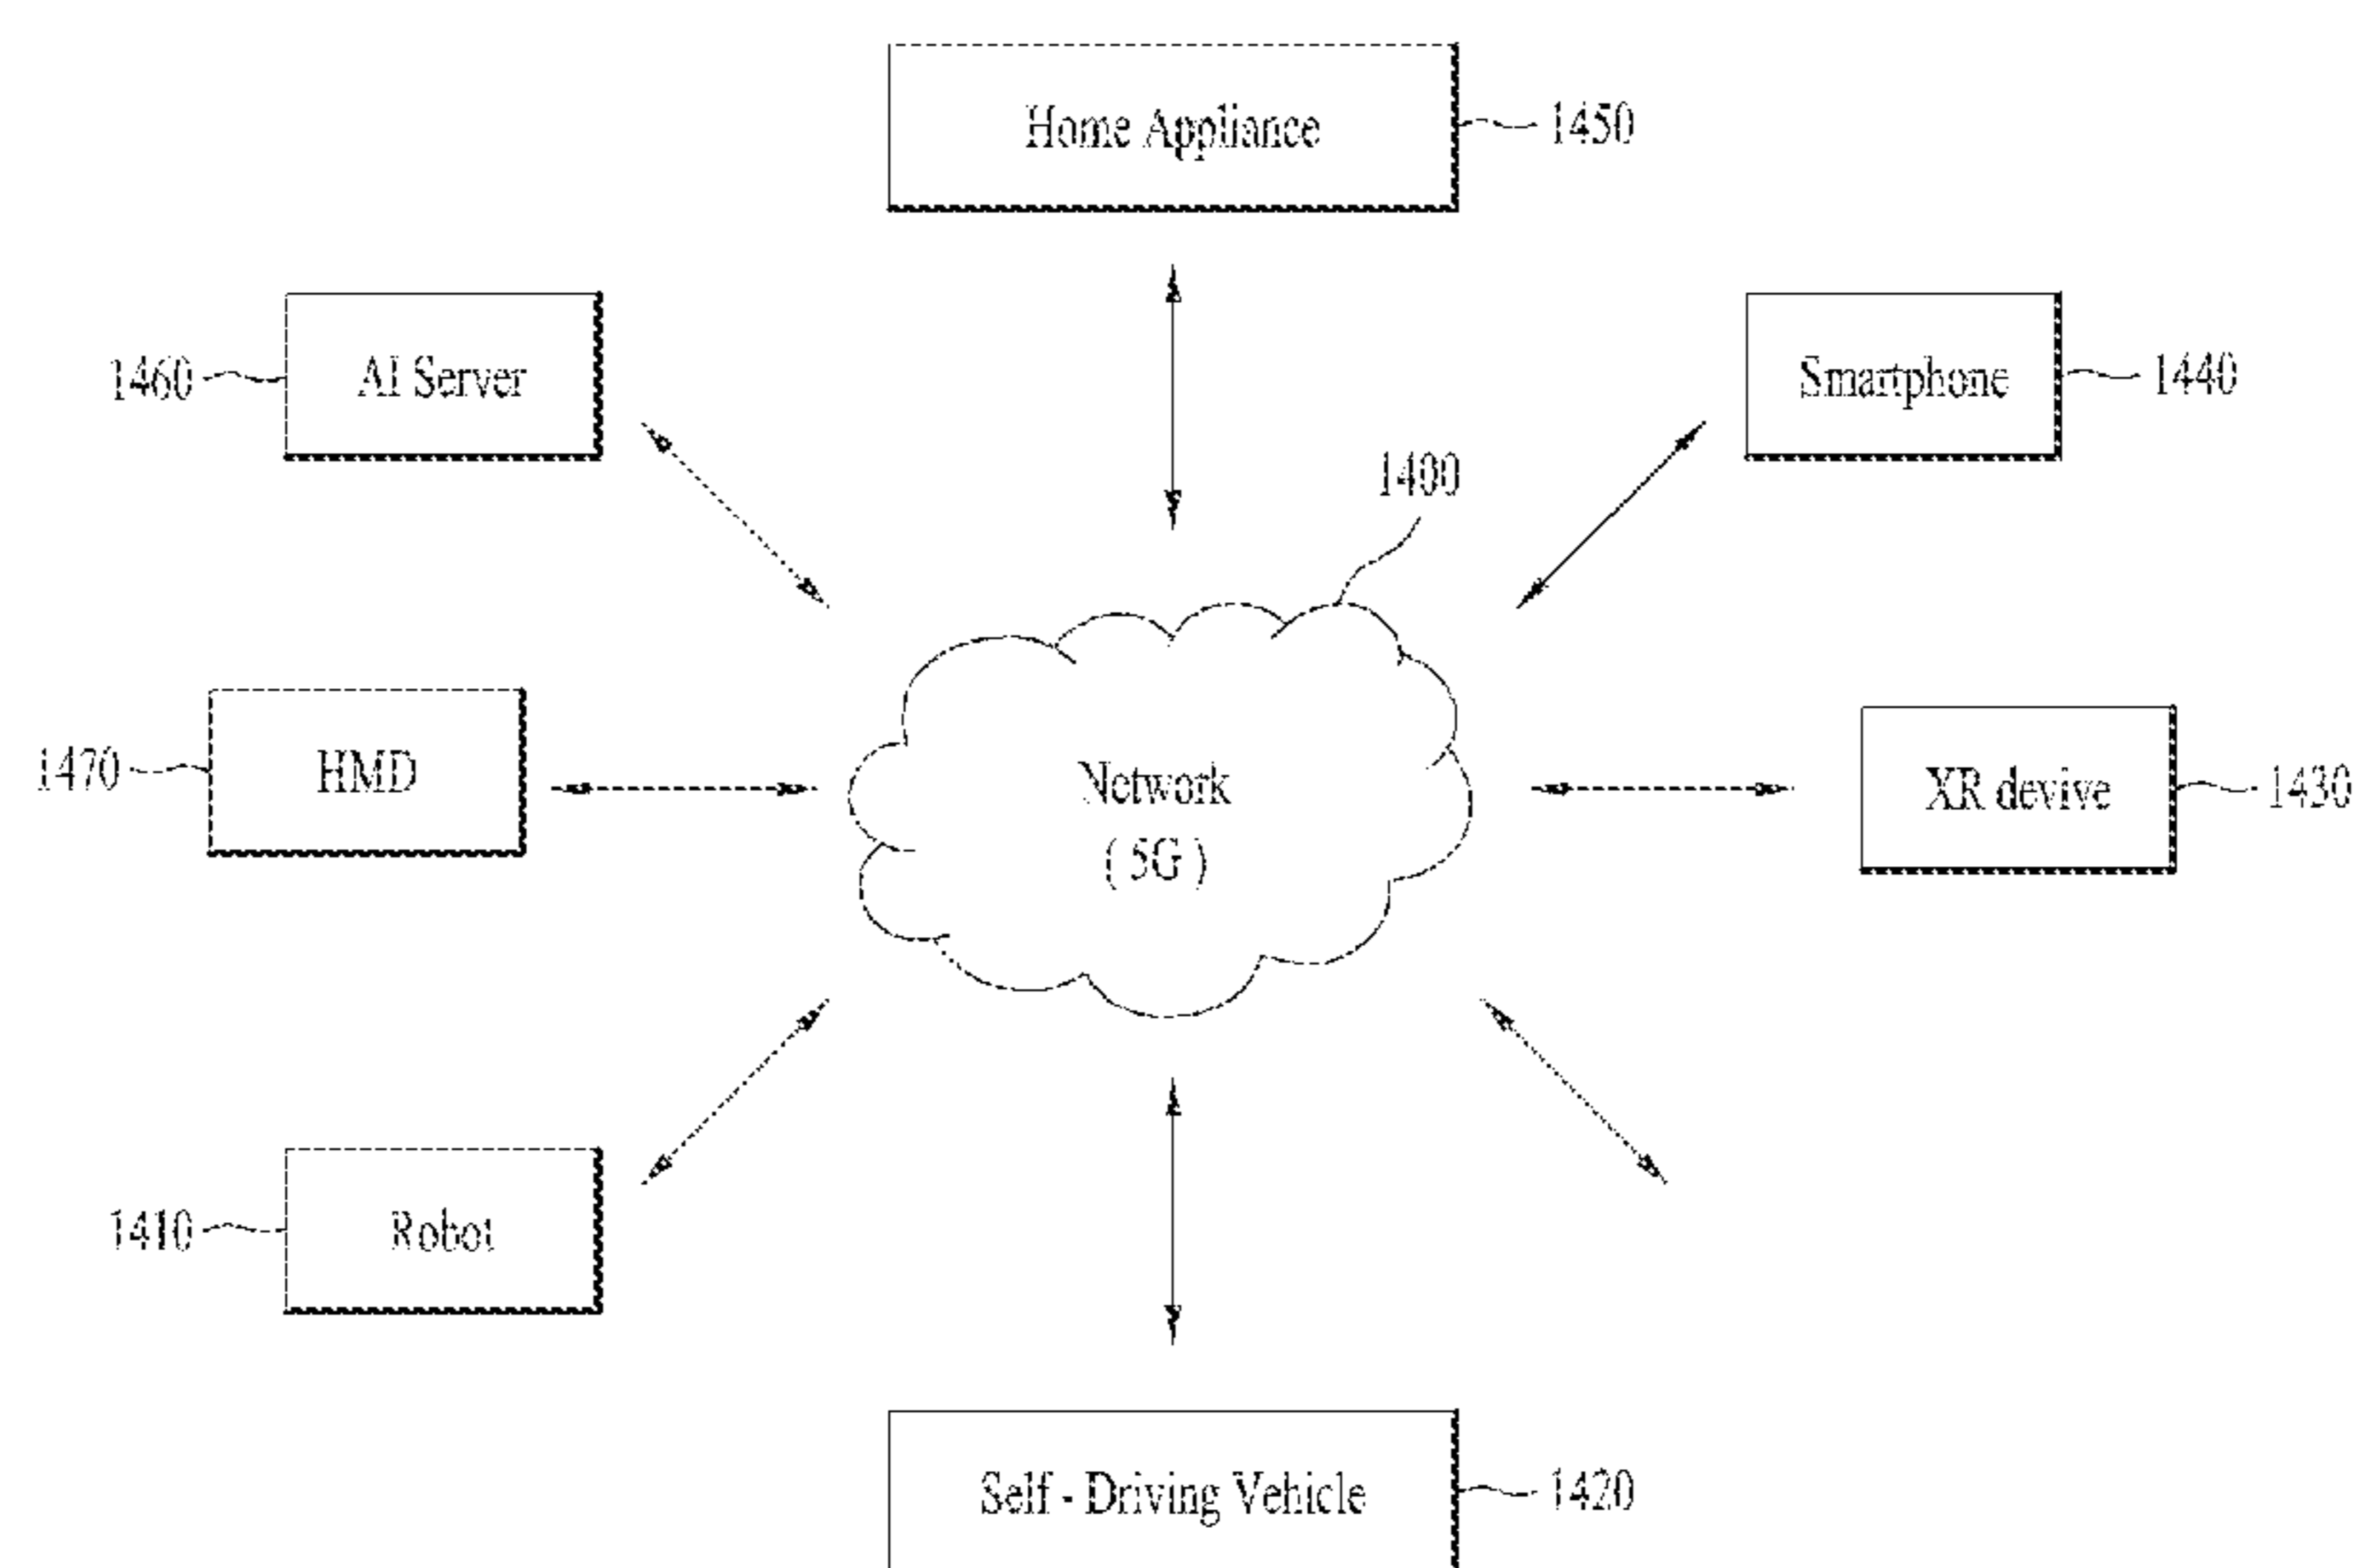 Home Appliance
1450
AI Server
1460
Smartphone
1440
1400
HMD
1470
Network
( 5G )
XR devive
1430
Robot
1410
Self - Driving Vehicle
1420